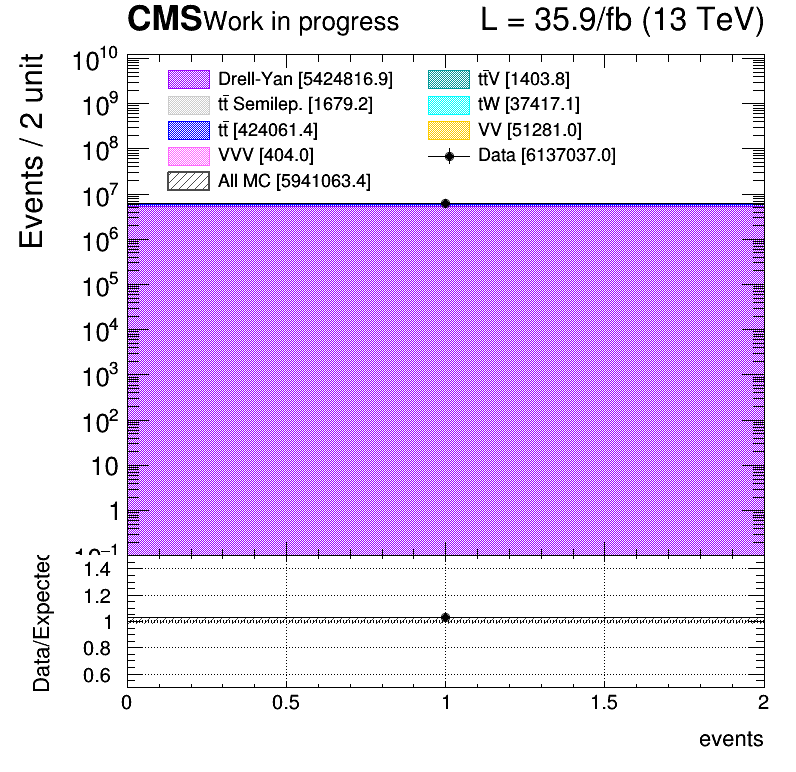 CMS Work in progress L = 35.9/fb (13 TeV)
Events / 2 unit
10^10
10^9
10^8
10^7
10^6
10^5
10^4
10^3
10^2
10
1
10^−1
Drell-Yan [5424816.9]
tt̄ Semilep. [1679.2]
tt̄ [424061.4]
VVV [404.0]
All MC [5941063.4]
tt̄V [1403.8]
tW [37417.1]
VV [51281.0]
Data [6137037.0]
Data/Expected
1.4
1.2
1
0.8
0.6
0 0.5 1 1.5 2
events